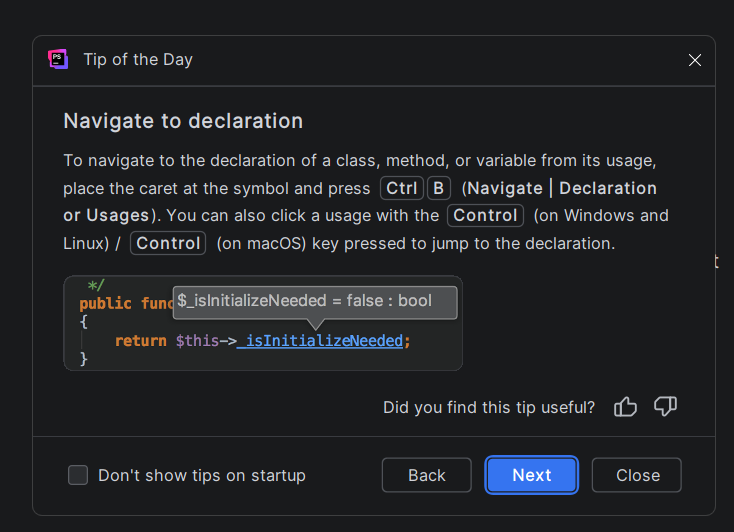 PS
Tip of the Day
Navigate to declaration
To navigate to the declaration of a class, method, or variable from its usage,
place the caret at the symbol and press Ctrl B (Navigate | Declaration
or Usages). You can also click a usage with the Control (on Windows and
Linux) / Control (on macOS) key pressed to jump to the declaration.
t
*/
public func
$_isInitializeNeeded = false : bool
{
return $this->_isInitializeNeeded;
}
Did you find this tip useful?
Don't show tips on startup
Back
Next
Close